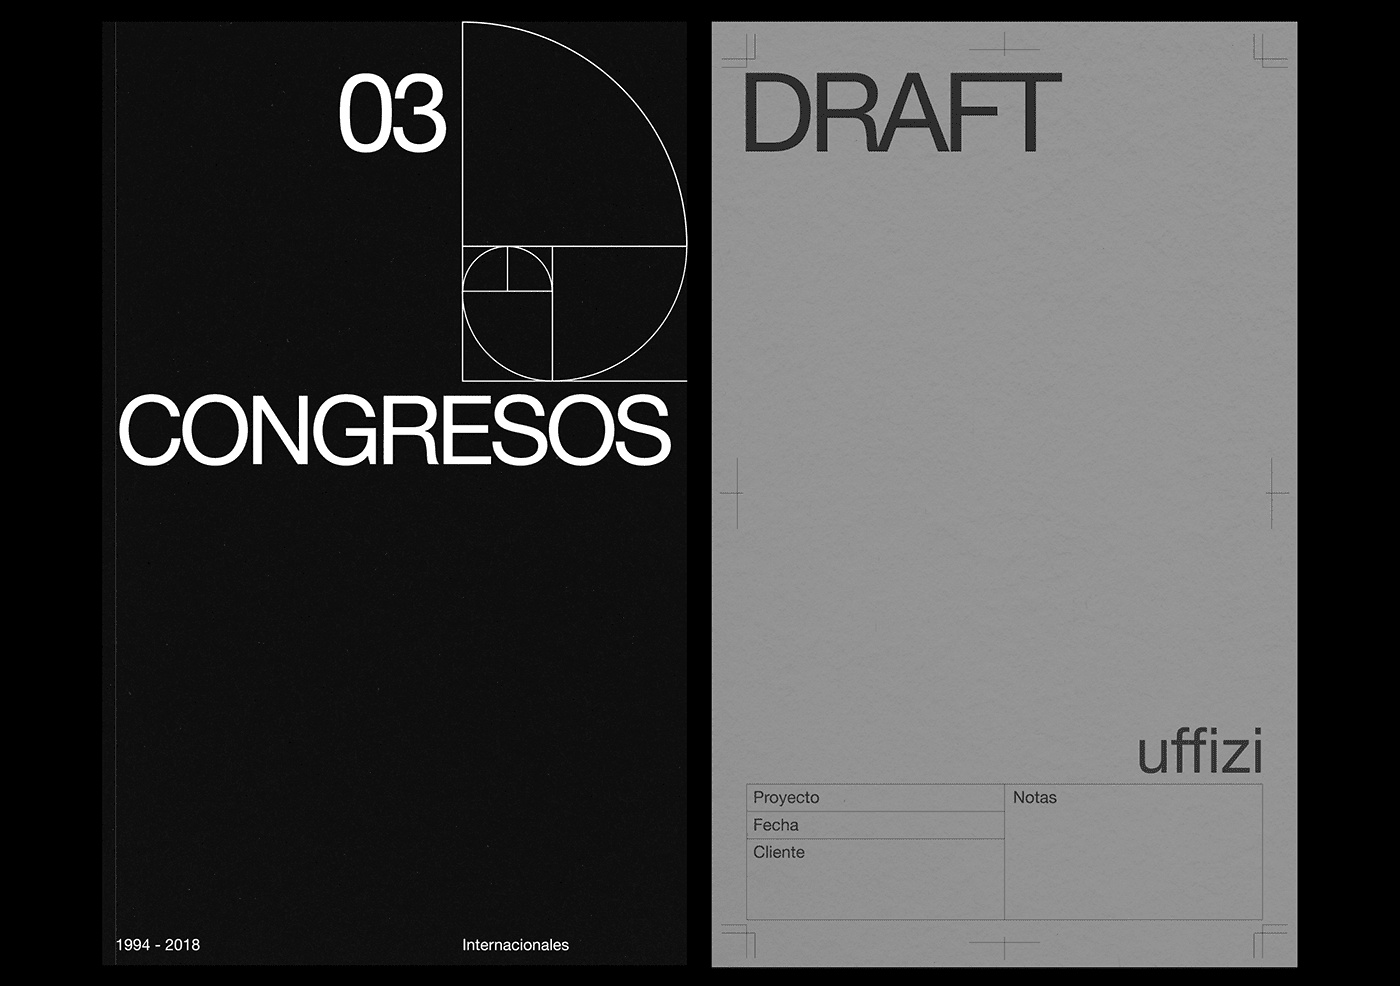 03
CONGRESOS
1994 - 2018
Internacionales
DRAFT
uffizi
Proyecto
Notas
Fecha
Cliente